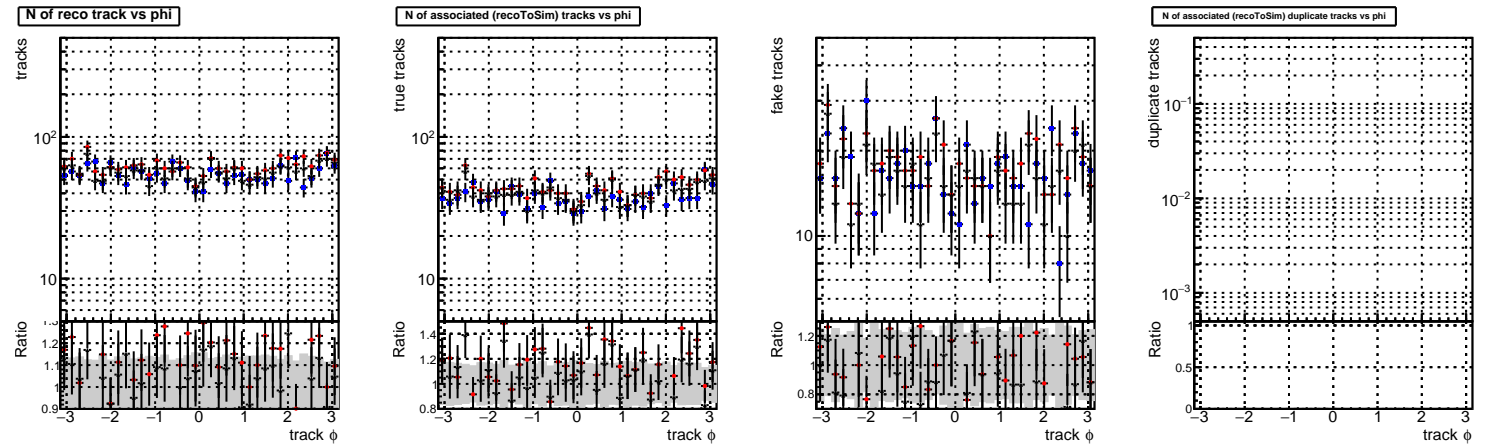 N of reco track vs phi
tracks
10²
10
Ratio
1.3
1.2
1.1
1
0.9
−3 −2 −1 0 1 2 3
track ϕ
N of associated (recoToSim) tracks vs phi
true tracks
10²
10
Ratio
1.4
1.2
1
0.8
−3 −2 −1 0 1 2 3
track ϕ
fake tracks
10
Ratio
1.2
1
0.8
−3 −2 −1 0 1 2 3
track ϕ
N of associated (recoToSim) duplicate tracks vs phi
duplicate tracks
10⁻¹
10⁻²
10⁻³
Ratio
1
0.5
0
−3 −2 −1 0 1 2 3
track ϕ